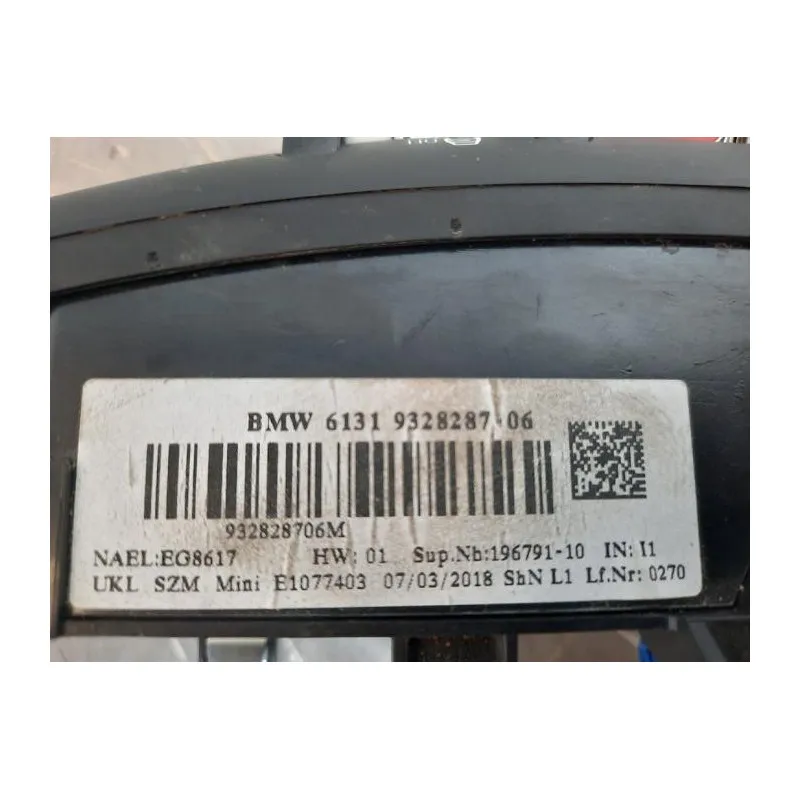 BMW 6131 9328287-06
932828706M
NAEL:EG8617 HW: 01 Sup.Nb:196791-10 IN: I1
UKL SZM Mini E1077403 07/03/2018 SbN L1 Lf.Nr: 0270